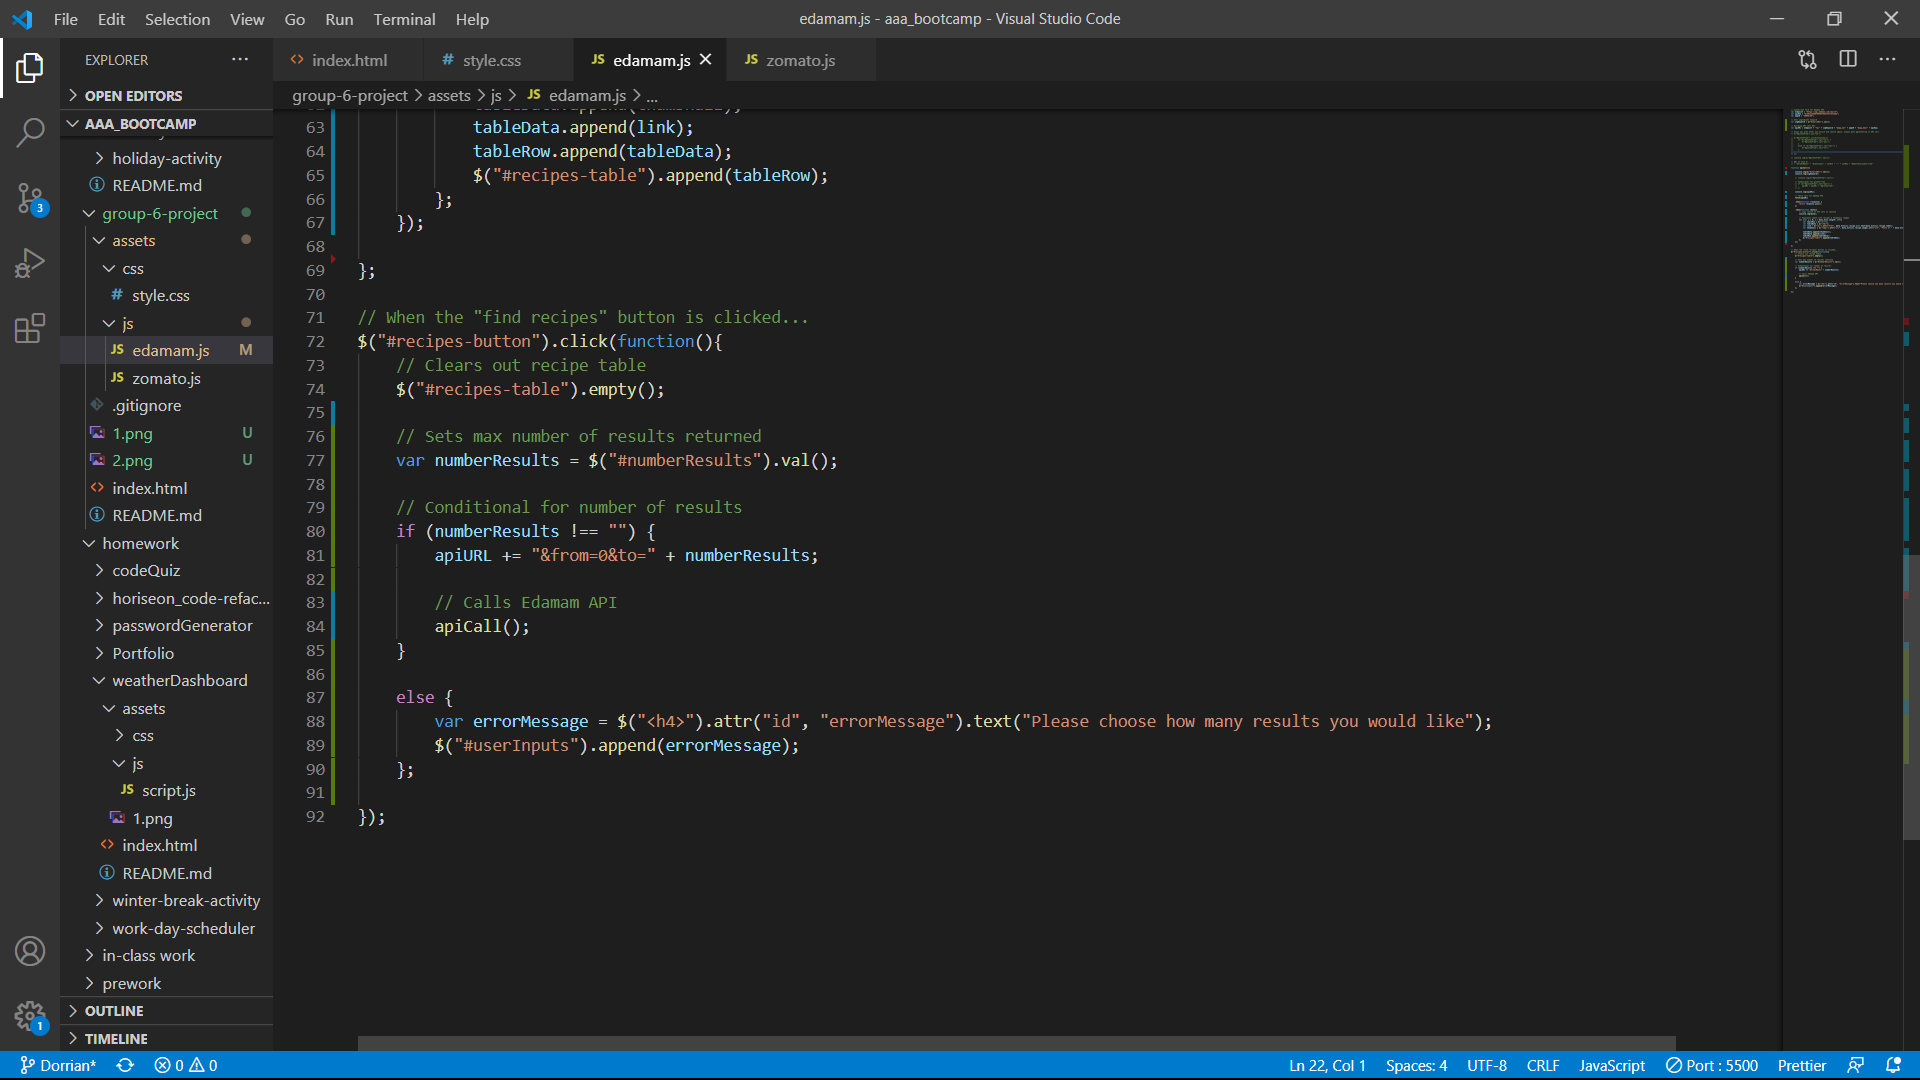 File Edit Selection View Go Run Terminal Help
edamam.js - aaa_bootcamp - Visual Studio Code
EXPLORER
OPEN EDITORS
AAA_BOOTCAMP
holiday-activity
README.md
group-6-project
assets
css
# style.css
js
JS edamam.js M
JS zomato.js
.gitignore
1.png U
2.png U
<> index.html
README.md
homework
codeQuiz
horiseon_code-refac...
passwordGenerator
Portfolio
weatherDashboard
assets
css
js
JS script.js
1.png
<> index.html
README.md
winter-break-activity
work-day-scheduler
in-class work
prework
OUTLINE
TIMELINE
3
1
<> index.html # style.css JS edamam.js JS zomato.js
group-6-project > assets > js > JS edamam.js > ...
63 tableData.append(link);
64 tableRow.append(tableData);
65 $("#recipes-table").append(tableRow);
66 };
67 });
68
69 };
70
71 // When the "find recipes" button is clicked...
72 $("#recipes-button").click(function(){
73 // Clears out recipe table
74 $("#recipes-table").empty();
75
76 // Sets max number of results returned
77 var numberResults = $("#numberResults").val();
78
79 // Conditional for number of results
80 if (numberResults !== "") {
81 apiURL += "&from=0&to=" + numberResults;
82
83 // Calls Edamam API
84 apiCall();
85 }
86
87 else {
88 var errorMessage = $("<h4>").attr("id", "errorMessage").text("Please choose how many results you would like");
89 $("#userInputs").append(errorMessage);
90 };
91
92 });
Dorrian* 0 0 Ln 22, Col 1 Spaces: 4 UTF-8 CRLF JavaScript Port : 5500 Prettier